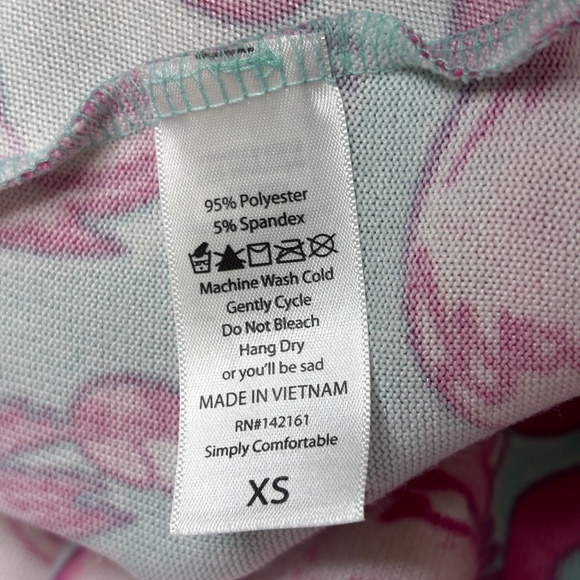 95% Polyester
5% Spandex
Machine Wash Cold
Gently Cycle
Do Not Bleach
Hang Dry
or you'll be sad
MADE IN VIETNAM
RN#142161
Simply Comfortable
XS